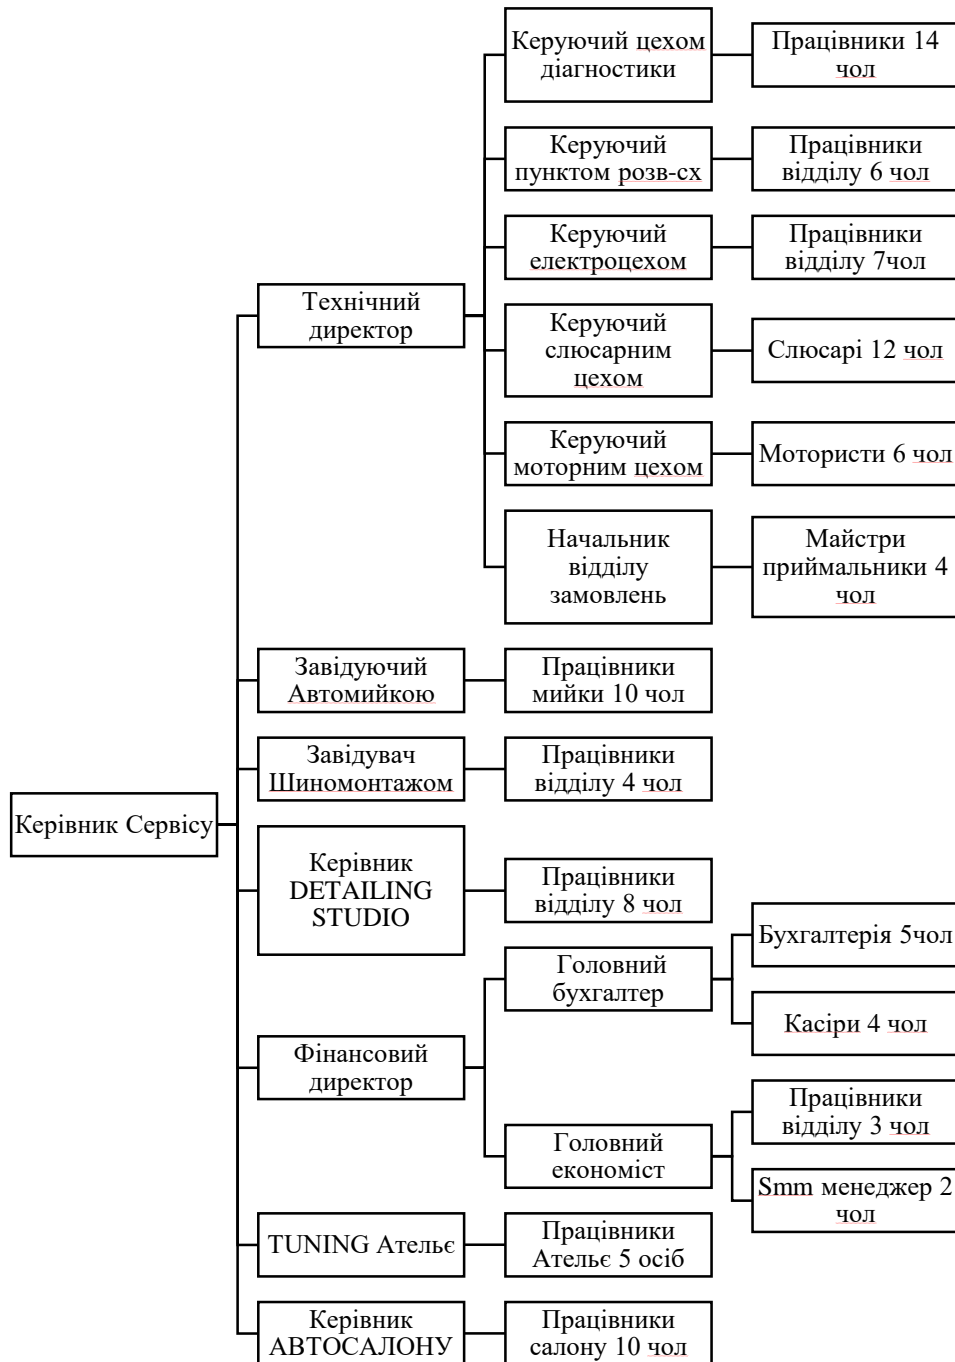 Керуючий цехом
діагностики
Працівники 14
чол
Керуючий
пунктом розв-сх
Працівники
відділу 6 чол
Керуючий
електроцехом
Працівники
відділу 7чол
Технічний
директор
Керуючий
слюсарним
цехом
Слюсарі 12 чол
Керуючий
моторним цехом
Мотористи 6 чол
Начальник
відділу
замовлень
Майстри
приймальники 4
чол
Завідуючий
Автомийкою
Працівники
мийки 10 чол
Завідувач
Шиномонтажом
Працівники
відділу 4 чол
Керівник Сервісу
Керівник
DETAILING
STUDIO
Працівники
відділу 8 чол
Фінансовий
директор
Головний
бухгалтер
Бухгалтерія 5чол
Касіри 4 чол
Головний
економіст
Працівники
відділу 3 чол
Smm менеджер 2
чол
TUNING Ательє
Працівники
Ательє 5 осіб
Керівник
АВТОСАЛОНУ
Працівники
салону 10 чол